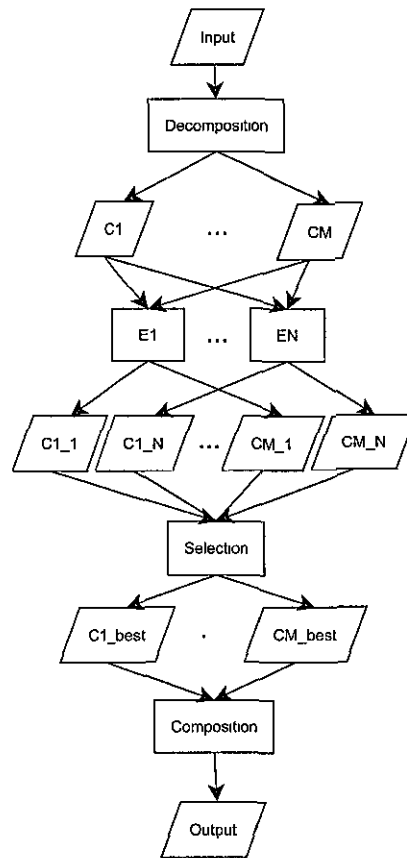 Input
Decomposition
C1 ... CM
E1 ... EN
C1_1 C1_N ... CM_1 CM_N
Selection
C1_best . CM_best
Composition
Output